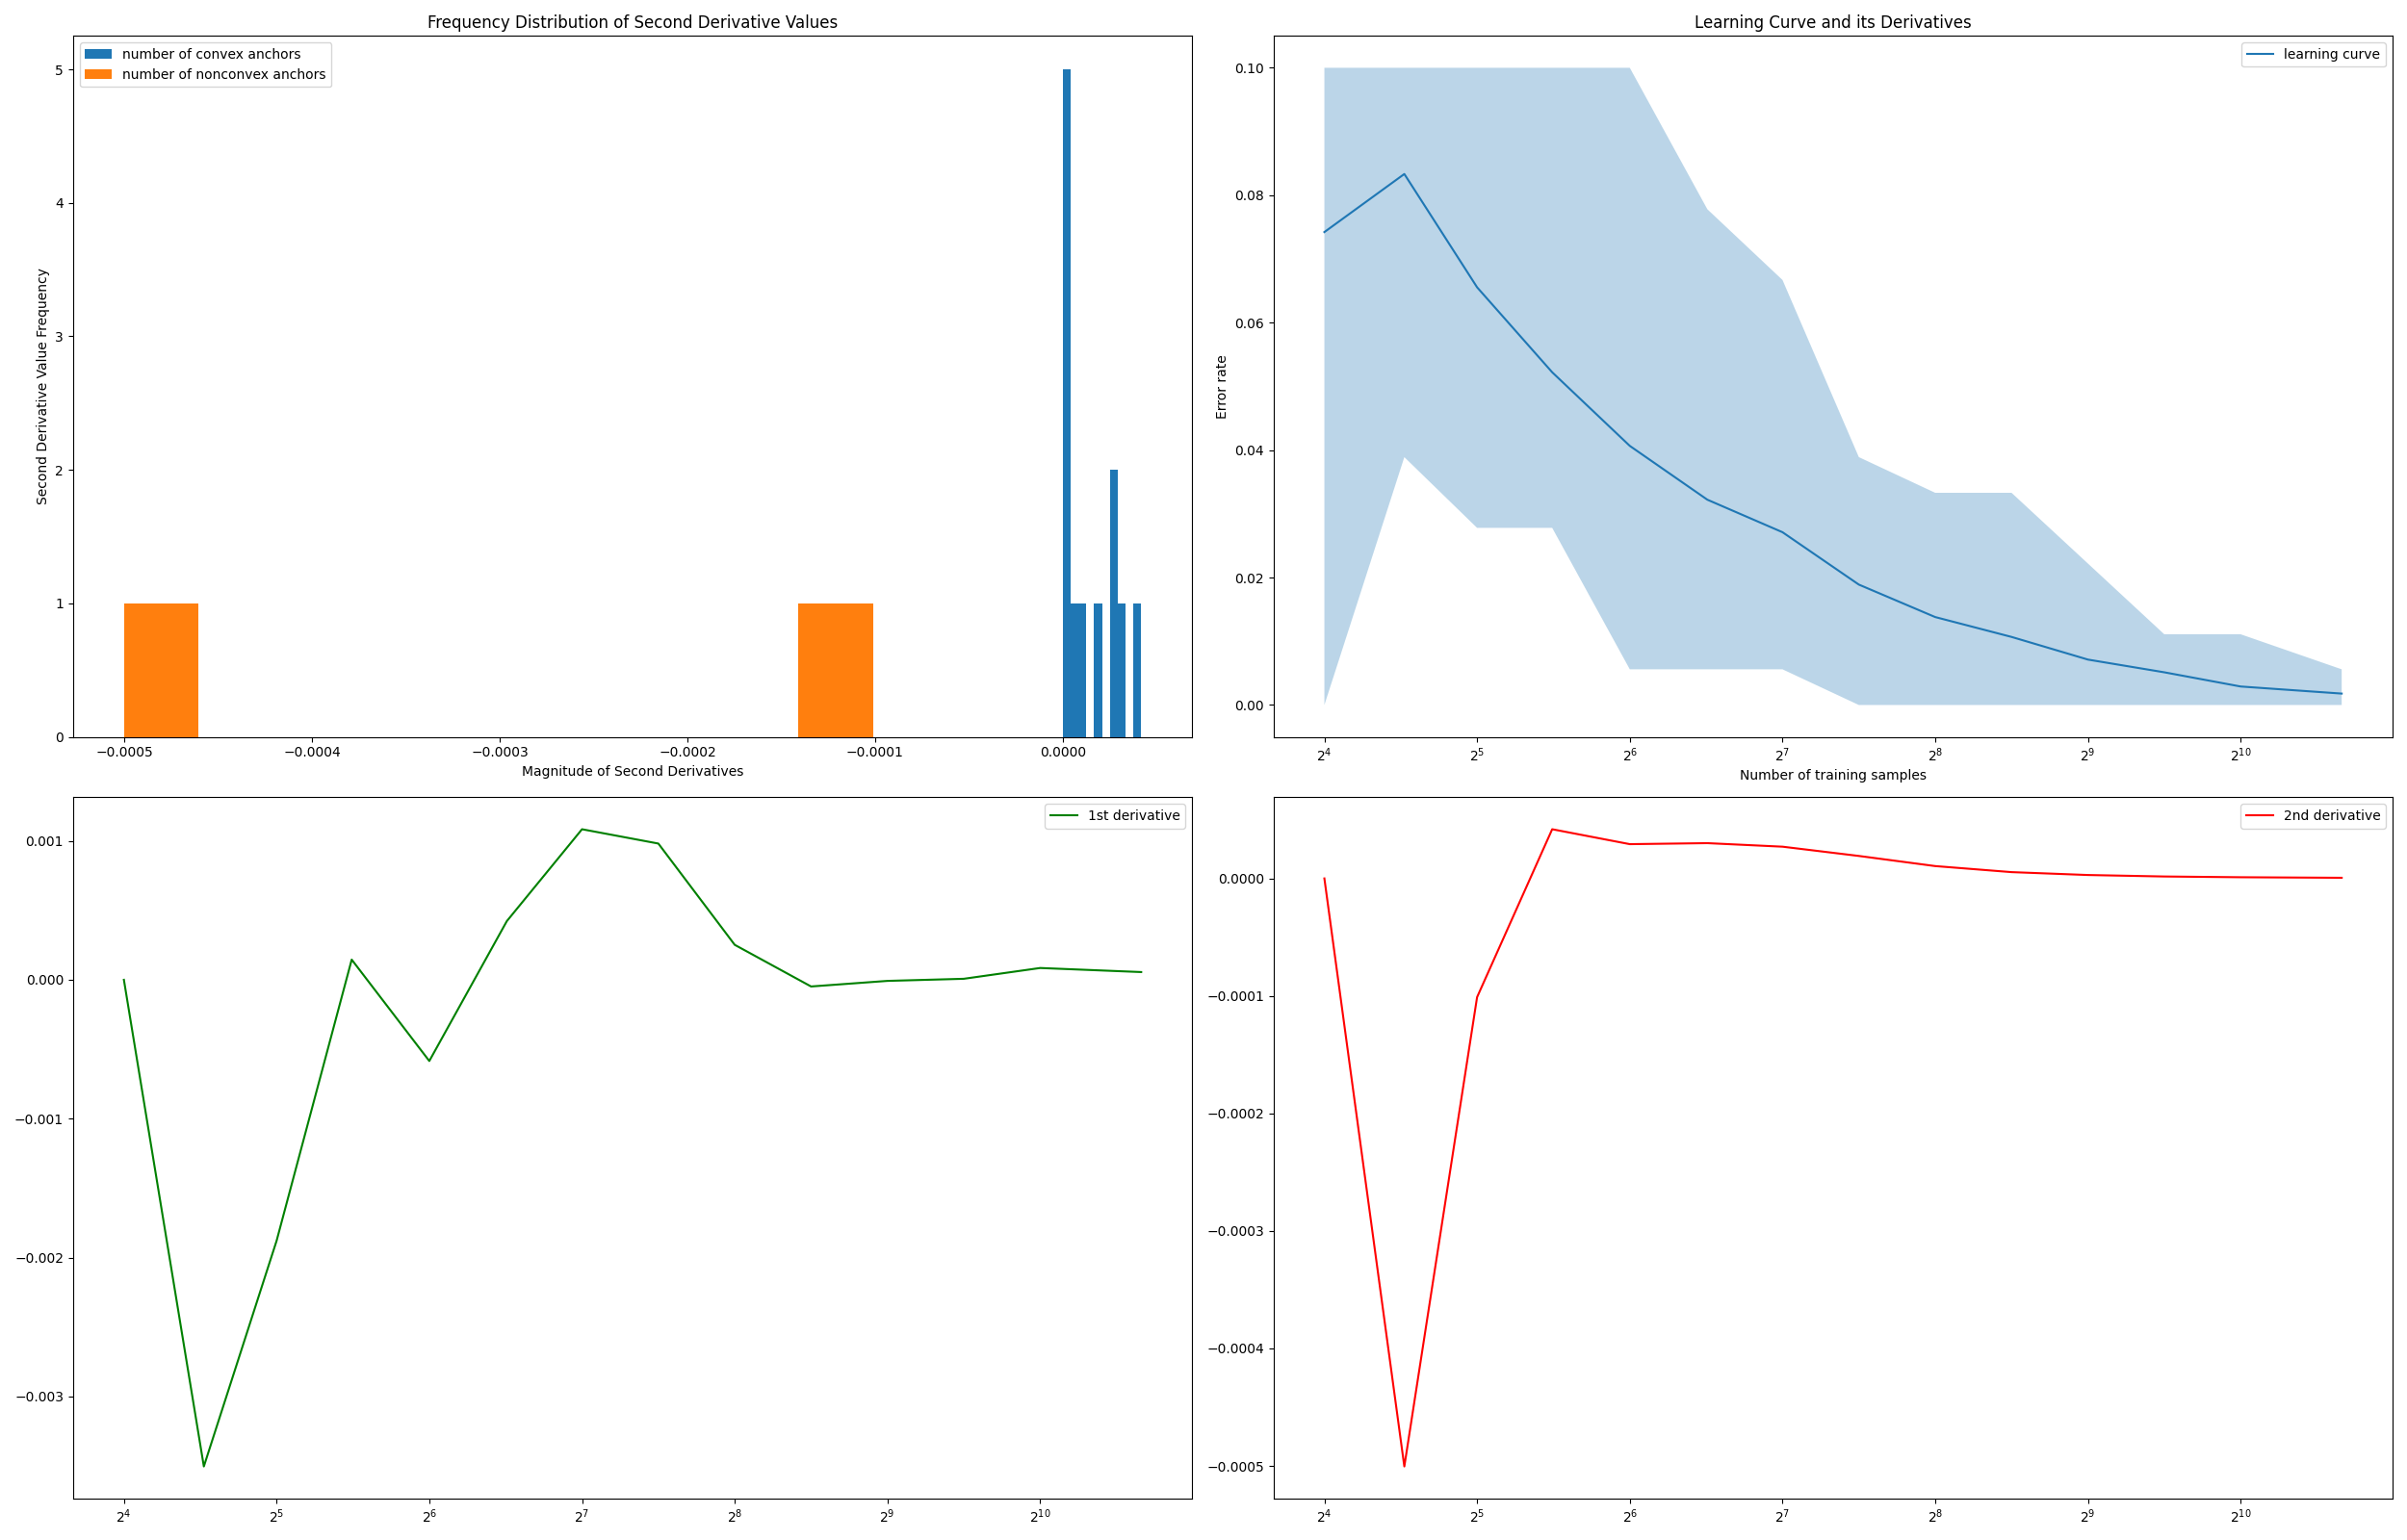 Frequency Distribution of Second Derivative Values
number of convex anchors
number of nonconvex anchors
Second Derivative Value Frequency
5
4
3
2
1
0
−0.0005 −0.0004 −0.0003 −0.0002 −0.0001 0.0000
Magnitude of Second Derivatives
Learning Curve and its Derivatives
learning curve
Error rate
0.10
0.08
0.06
0.04
0.02
0.00
2⁴ 2⁵ 2⁶ 2⁷ 2⁸ 2⁹ 2¹⁰
Number of training samples
1st derivative
0.001
0.000
−0.001
−0.002
−0.003
2⁴ 2⁵ 2⁶ 2⁷ 2⁸ 2⁹ 2¹⁰
2nd derivative
0.0000
−0.0001
−0.0002
−0.0003
−0.0004
−0.0005
2⁴ 2⁵ 2⁶ 2⁷ 2⁸ 2⁹ 2¹⁰